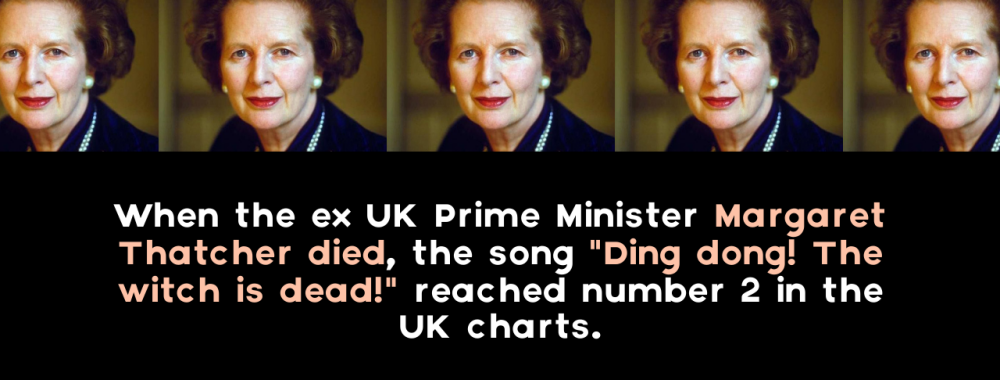 When the ex UK Prime Minister Margaret
Thatcher died, the song "Ding dong! The
witch is dead!" reached number 2 in the
UK charts.